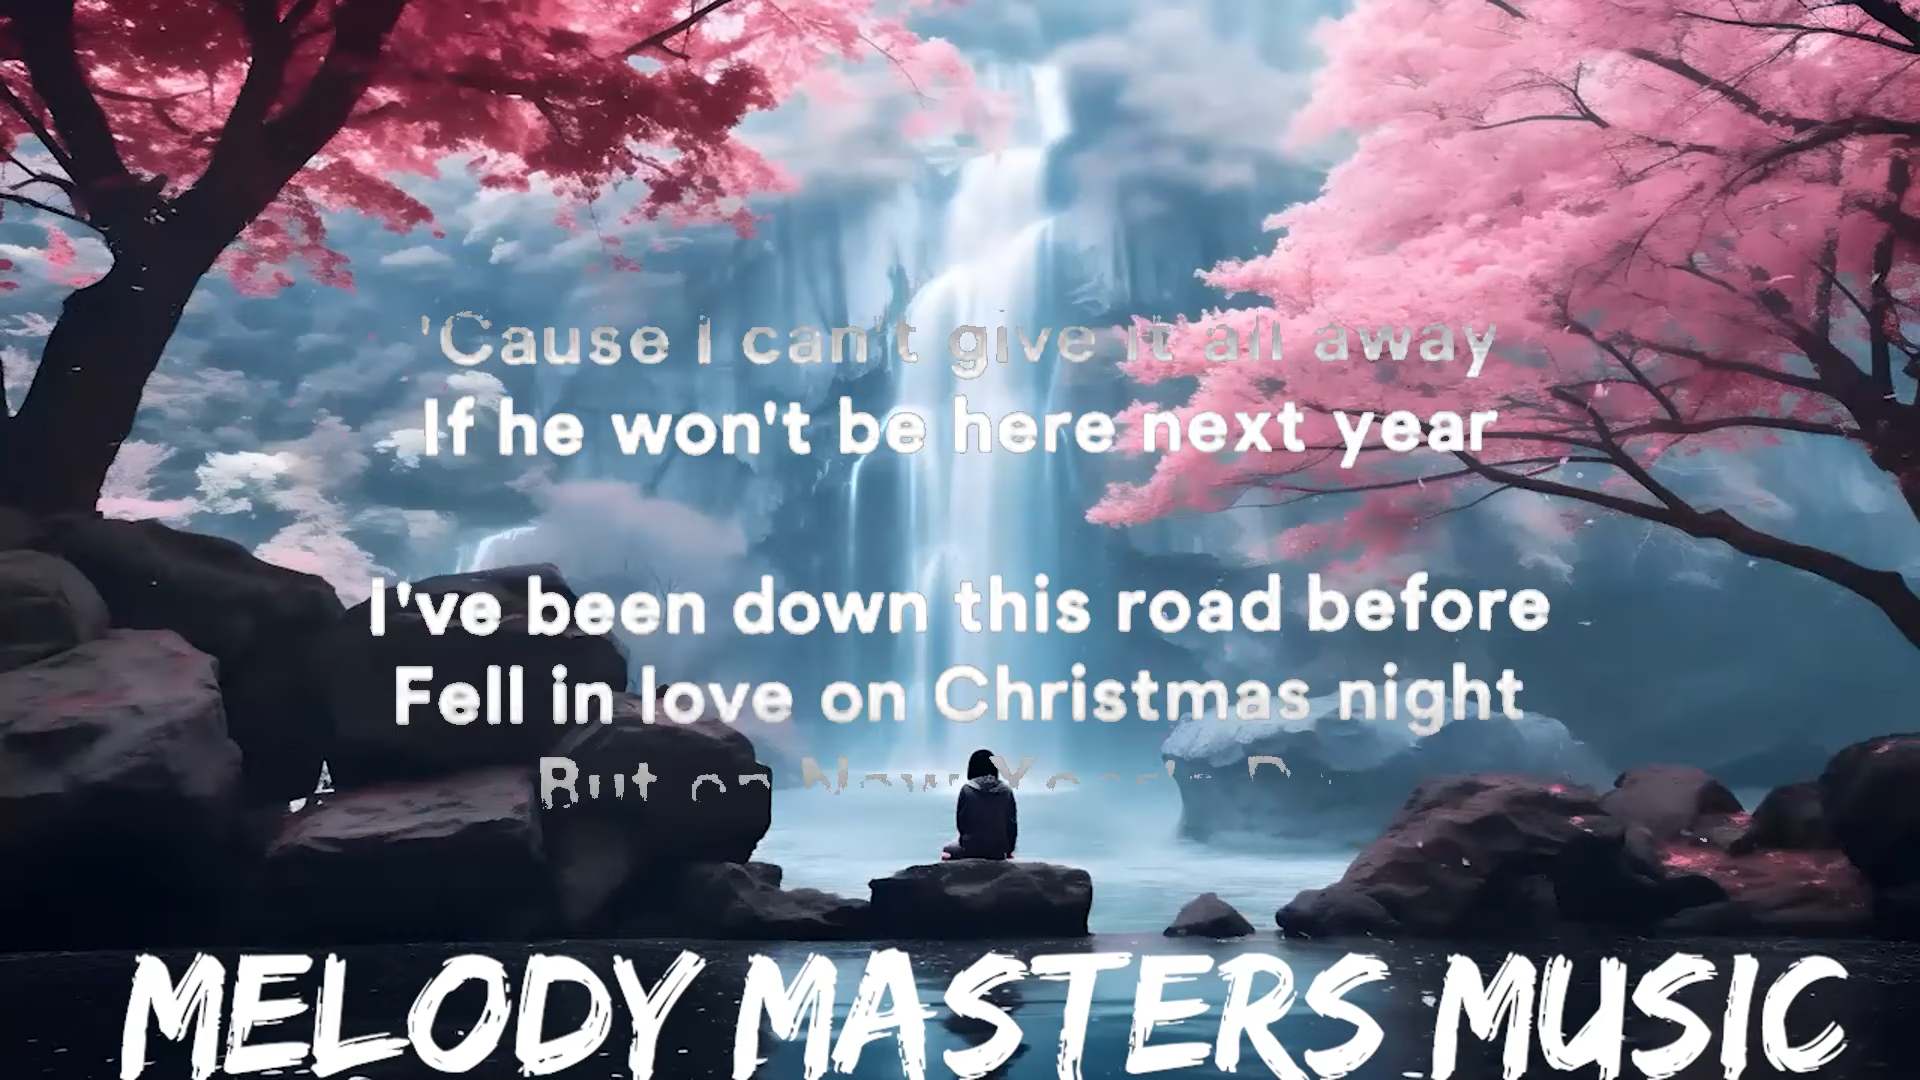 'Cause I can't give it all away
If he won't be here next year
I've been down this road before
Fell in love on Christmas night
But on New Year's
MELODY MASTERS MUSIC